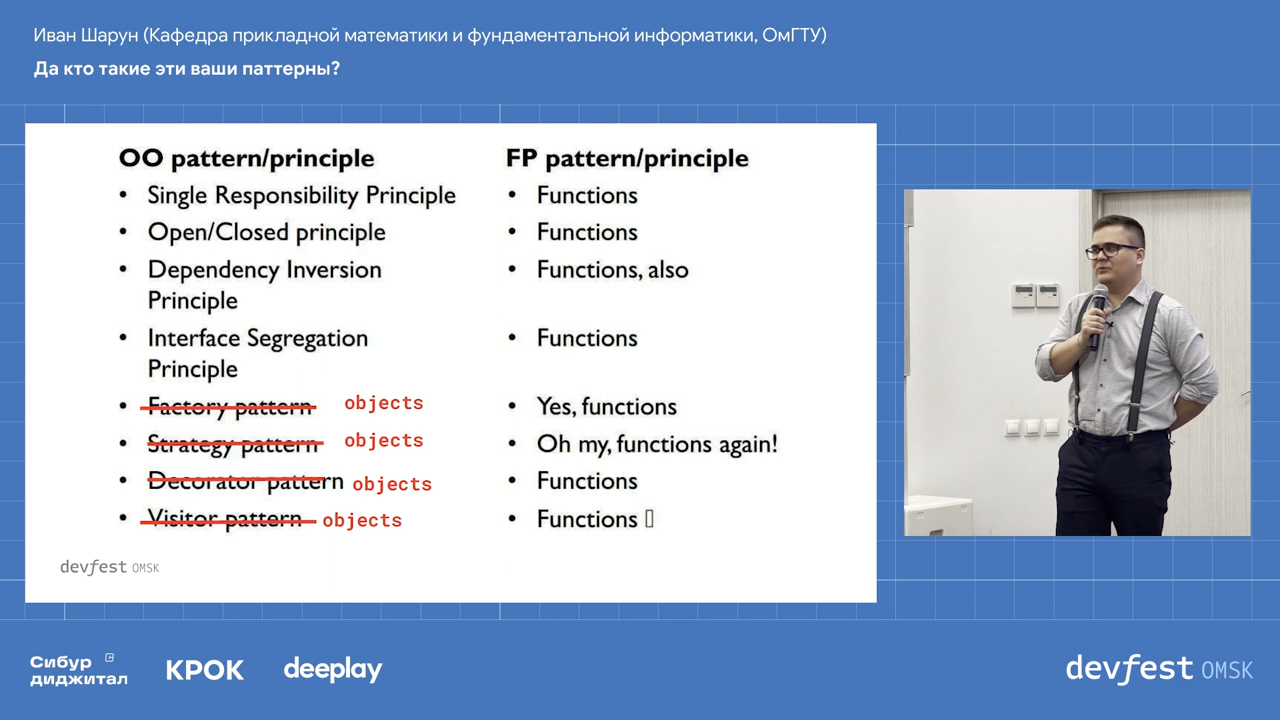 Иван Шарун (Кафедра прикладной математики и фундаментальной информатики, ОмГТУ)
Да кто такие эти ваши паттерны?
OO pattern/principle
• Single Responsibility Principle
• Open/Closed principle
• Dependency Inversion
Principle
• Interface Segregation
Principle
• Factory pattern objects
• Strategy pattern objects
• Decorator pattern objects
• Visitor pattern objects
FP pattern/principle
• Functions
• Functions
• Functions, also
• Functions
• Yes, functions
• Oh my, functions again!
• Functions
• Functions
devfest OMSK
Сибур
диджитал
КРОК
deeplay
devfest OMSK